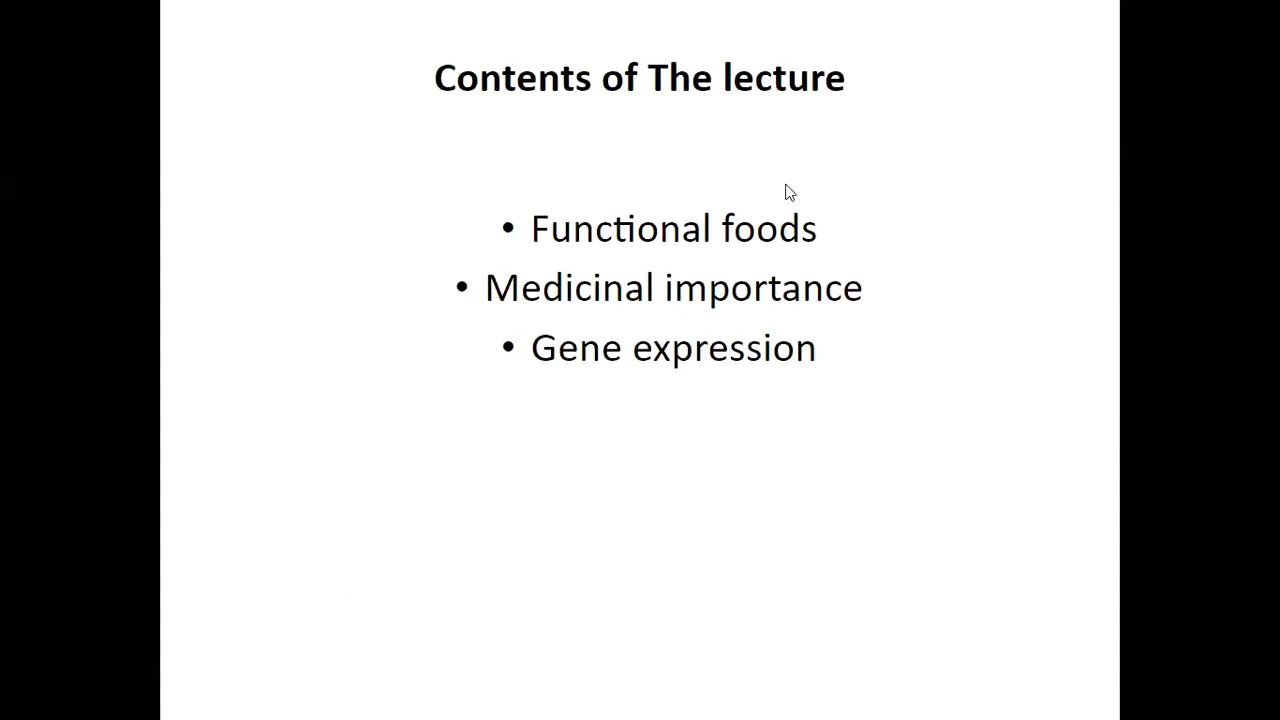 Contents of The lecture
• Functional foods
• Medicinal importance
• Gene expression